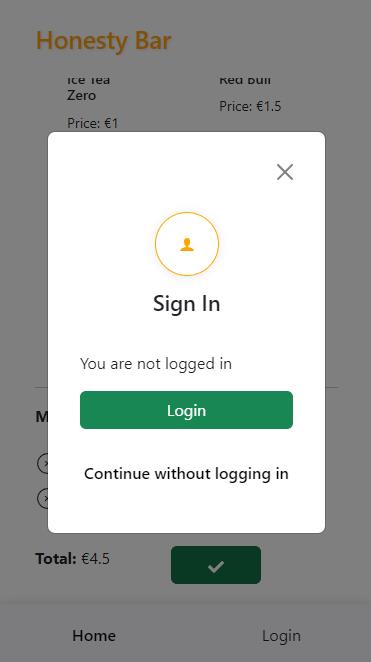 Honesty Bar
Ice Tea
Zero
Red Bull
Price: €1.5
Price: €1
Sign In
You are not logged in
Login
Continue without logging in
M
Total: €4.5
Home
Login